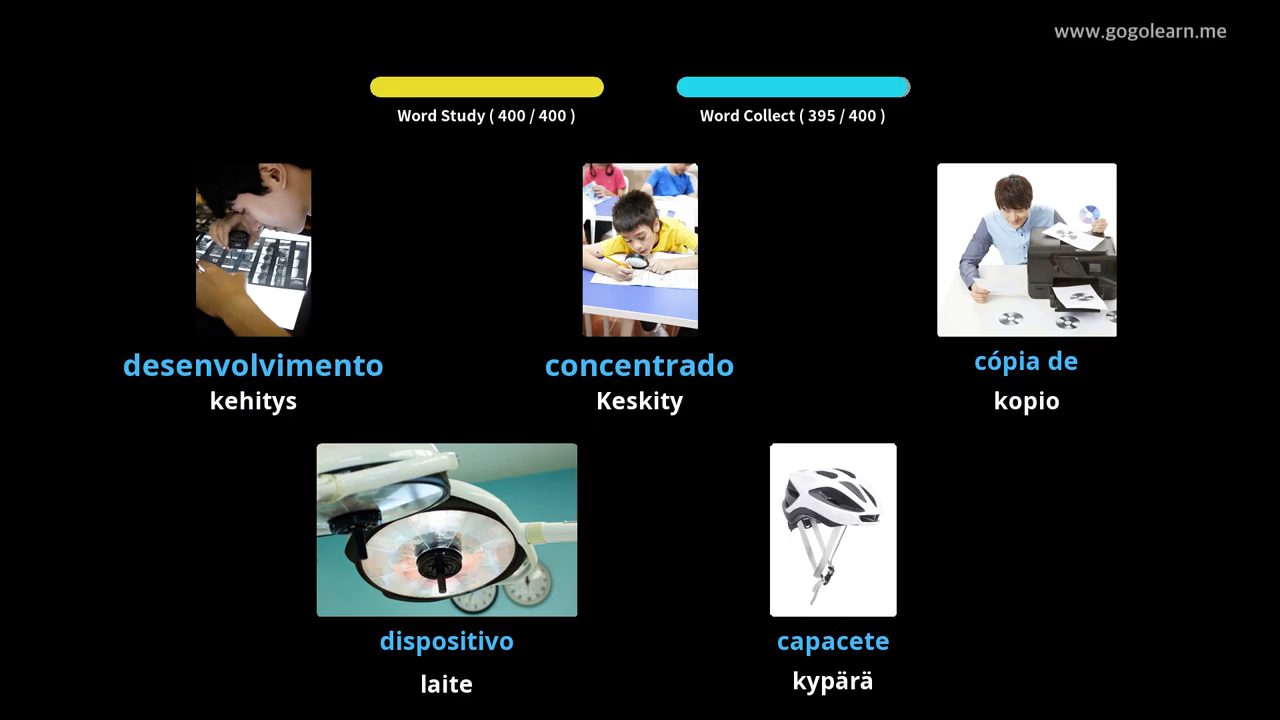 www.gogolearn.me
Word Study ( 400 / 400 )
Word Collect ( 395 / 400 )
desenvolvimento
kehitys
concentrado
Keskity
cópia de
kopio
dispositivo
laite
capacete
kypärä